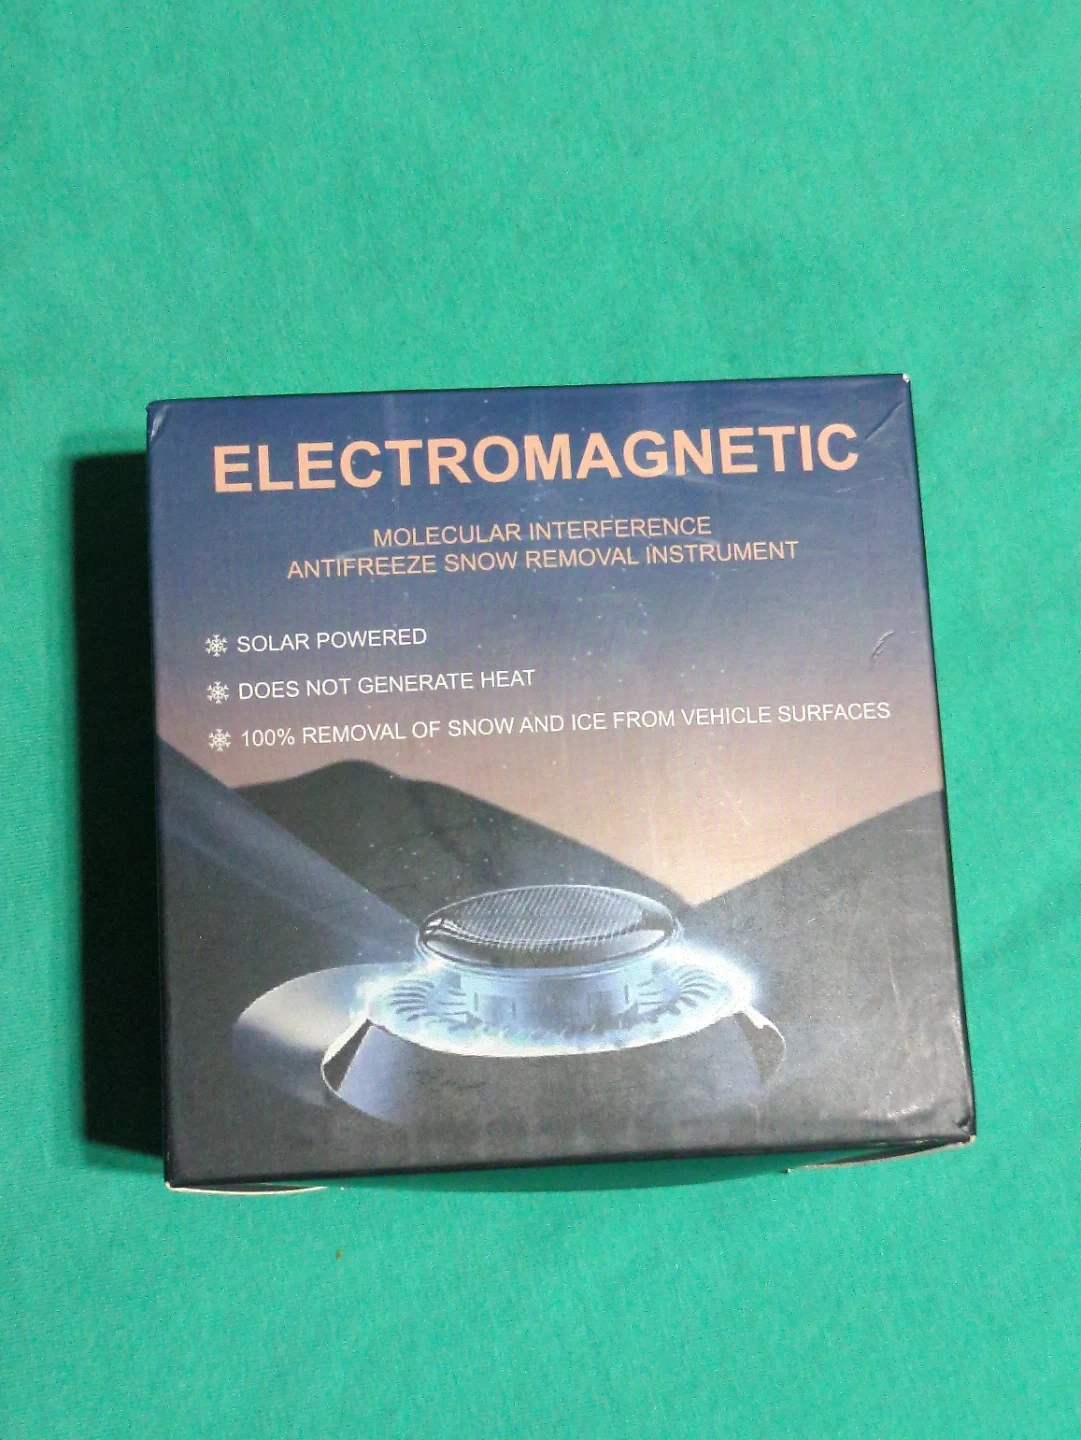 ELECTROMAGNETIC
MOLECULAR INTERFERENCE
ANTIFREEZE SNOW REMOVAL INSTRUMENT
SOLAR POWERED
DOES NOT GENERATE HEAT
100% REMOVAL OF SNOW AND ICE FROM VEHICLE SURFACES